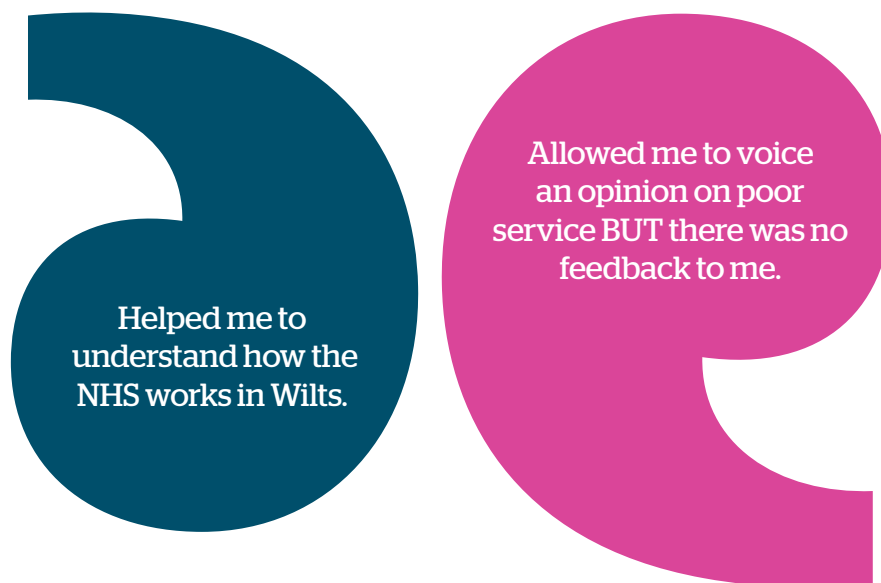 Helped me to
understand how the
NHS works in Wilts.
Allowed me to voice
an opinion on poor
service BUT there was no
feedback to me.